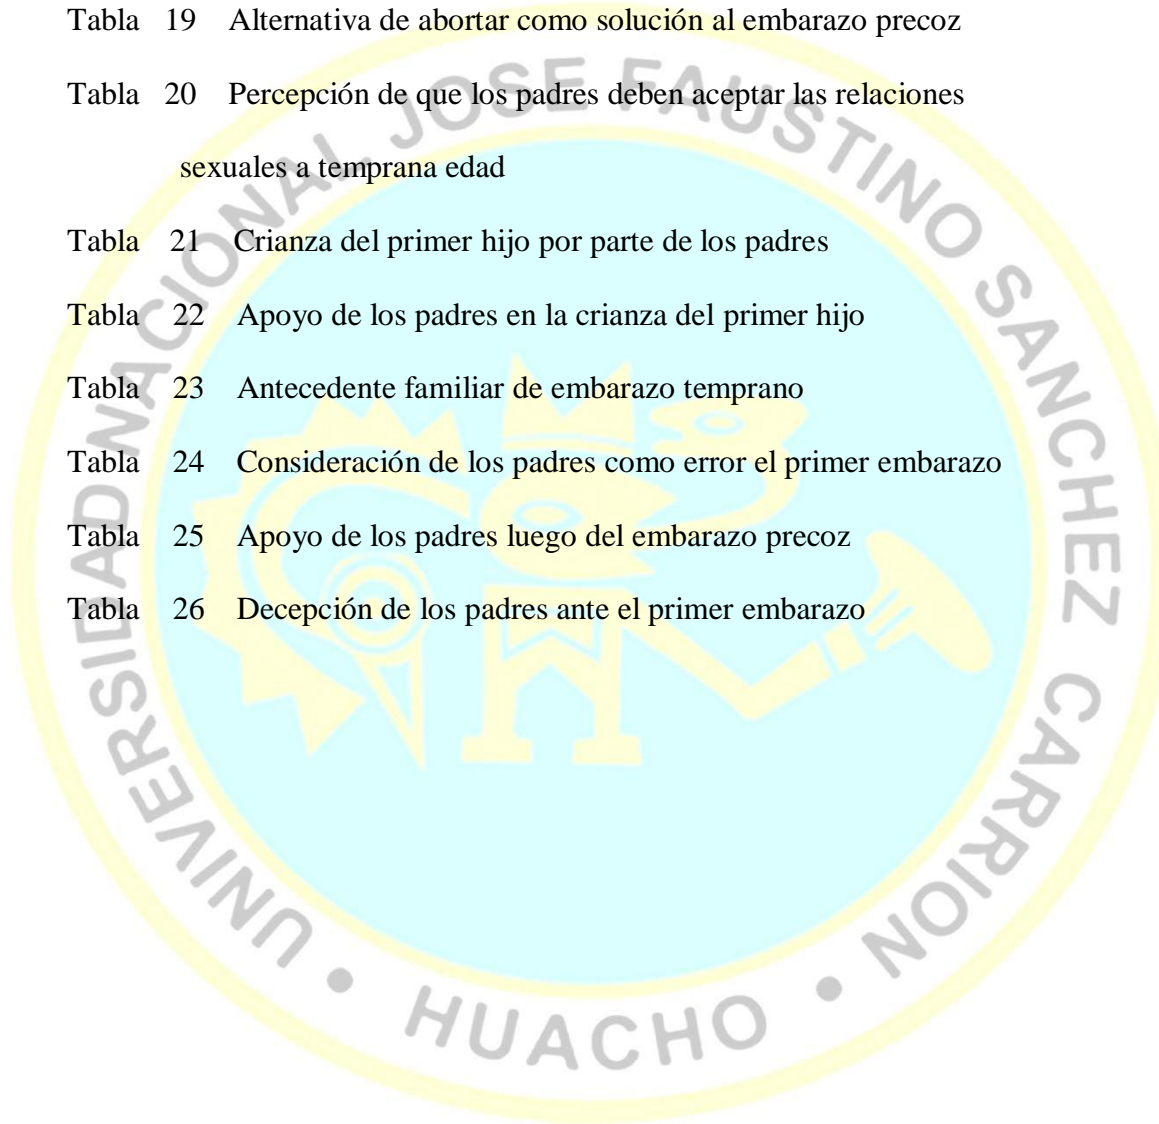 Tabla 19 Alternativa de abortar como solución al embarazo precoz
Tabla 20 Percepción de que los padres deben aceptar las relaciones
sexuales a temprana edad
Tabla 21 Crianza del primer hijo por parte de los padres
Tabla 22 Apoyo de los padres en la crianza del primer hijo
Tabla 23 Antecedente familiar de embarazo temprano
Tabla 24 Consideración de los padres como error el primer embarazo
Tabla 25 Apoyo de los padres luego del embarazo precoz
Tabla 26 Decepción de los padres ante el primer embarazo
UNIVERSIDAD NACIONAL JOSE FAUSTINO SANCHEZ CARRION • HUACHO •